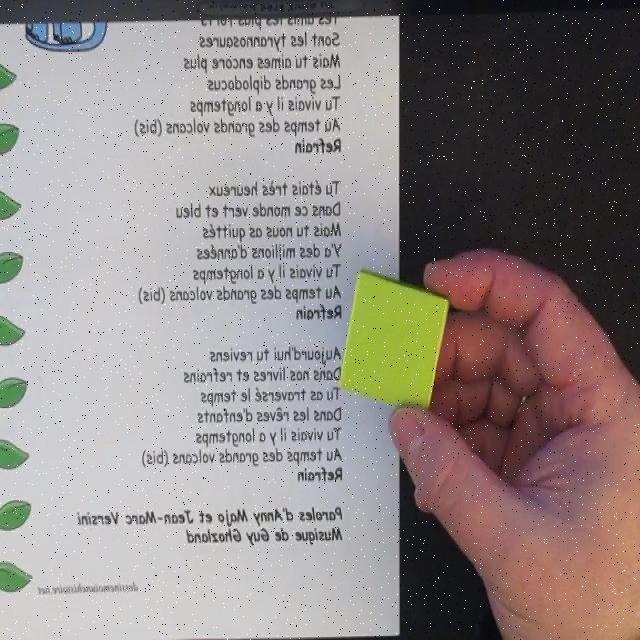 Tes amis les plus forts
Sont les tyrannosaures
Mais tu aimes encore plus
Les grands diplodocus
Tu vivais il y a longtemps
Au temps des grands volcans (bis)
Refrain
Tu étais très heureux
Dans ce monde vert et bleu
Mais tu nous as quittés
Y'a des millions d'années
Tu vivais il y a longtemps
Au temps des grands volcans (bis)
Refrain
Aujourd'hui tu reviens
Dans nos livres et refrains
Tu as traversé le temps
Dans les rêves d'enfants
Tu vivais il y a longtemps
Au temps des grands volcans (bis)
Refrain
Paroles d'Anny Majo et Jean-Marc Versini
Musique de Guy Ghozland
dessinemoiunehistoire.net